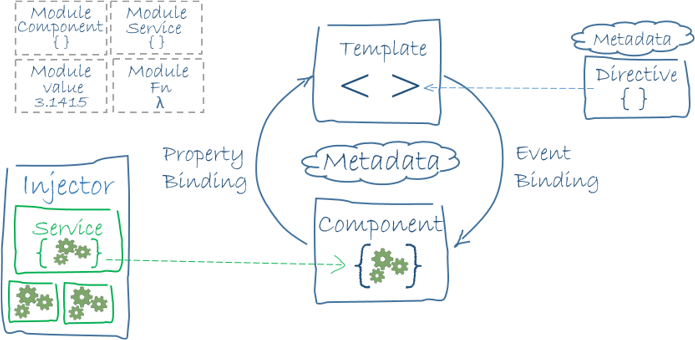 Module
Component
{ }
Module
Service
{ }
Module
value
3.1415
Module
Fn
λ
Template
< >
Metadata
Directive
{ }
Property
Binding
Metadata
Event
Binding
Injector
Service
{ }
Component
{ }